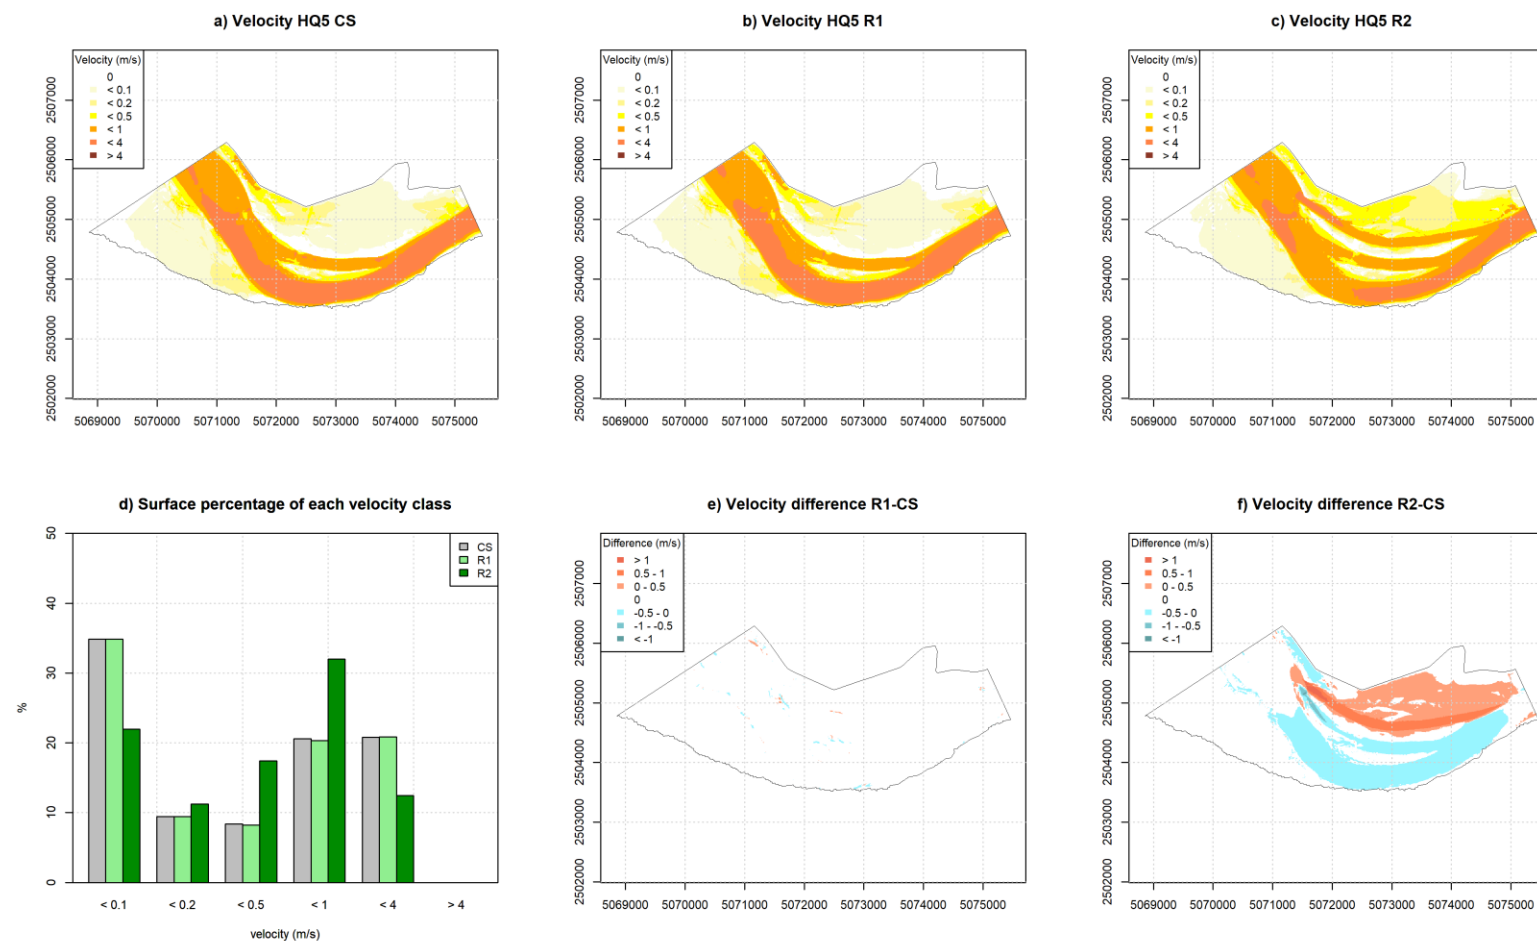 a) Velocity HQ5 CS
Velocity (m/s)
0
< 0.1
< 0.2
< 0.5
< 1
< 4
> 4
2507000
2506000
2505000
2504000
2503000
2502000
5069000 5070000 5071000 5072000 5073000 5074000 5075000
b) Velocity HQ5 R1
Velocity (m/s)
0
< 0.1
< 0.2
< 0.5
< 1
< 4
> 4
2507000
2506000
2505000
2504000
2503000
2502000
5069000 5070000 5071000 5072000 5073000 5074000 5075000
c) Velocity HQ5 R2
Velocity (m/s)
0
< 0.1
< 0.2
< 0.5
< 1
< 4
> 4
2507000
2506000
2505000
2504000
2503000
2502000
5069000 5070000 5071000 5072000 5073000 5074000 5075000
d) Surface percentage of each velocity class
CS
R1
R2
50
40
30
20
10
0
%
< 0.1 < 0.2 < 0.5 < 1 < 4 > 4
velocity (m/s)
e) Velocity difference R1-CS
Difference (m/s)
> 1
0.5 - 1
0 - 0.5
0
-0.5 - 0
-1 - -0.5
< -1
2507000
2506000
2505000
2504000
2503000
2502000
5069000 5070000 5071000 5072000 5073000 5074000 5075000
f) Velocity difference R2-CS
Difference (m/s)
> 1
0.5 - 1
0 - 0.5
0
-0.5 - 0
-1 - -0.5
< -1
2507000
2506000
2505000
2504000
2503000
2502000
5069000 5070000 5071000 5072000 5073000 5074000 5075000